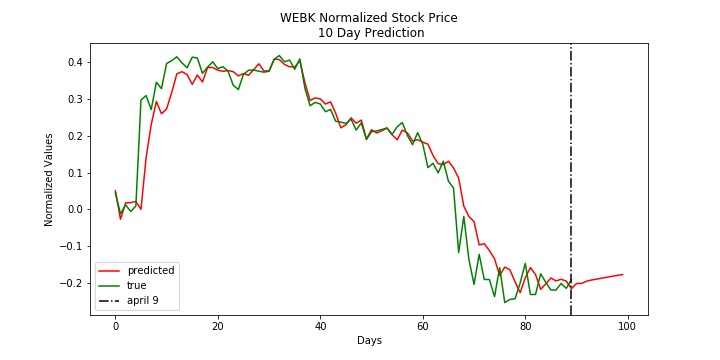 WEBK Normalized Stock Price
10 Day Prediction
0.4
0.3
0.2
0.1
0.0
−0.1
−0.2
Normalized Values
predicted
true
april 9
0 20 40 60 80 100
Days